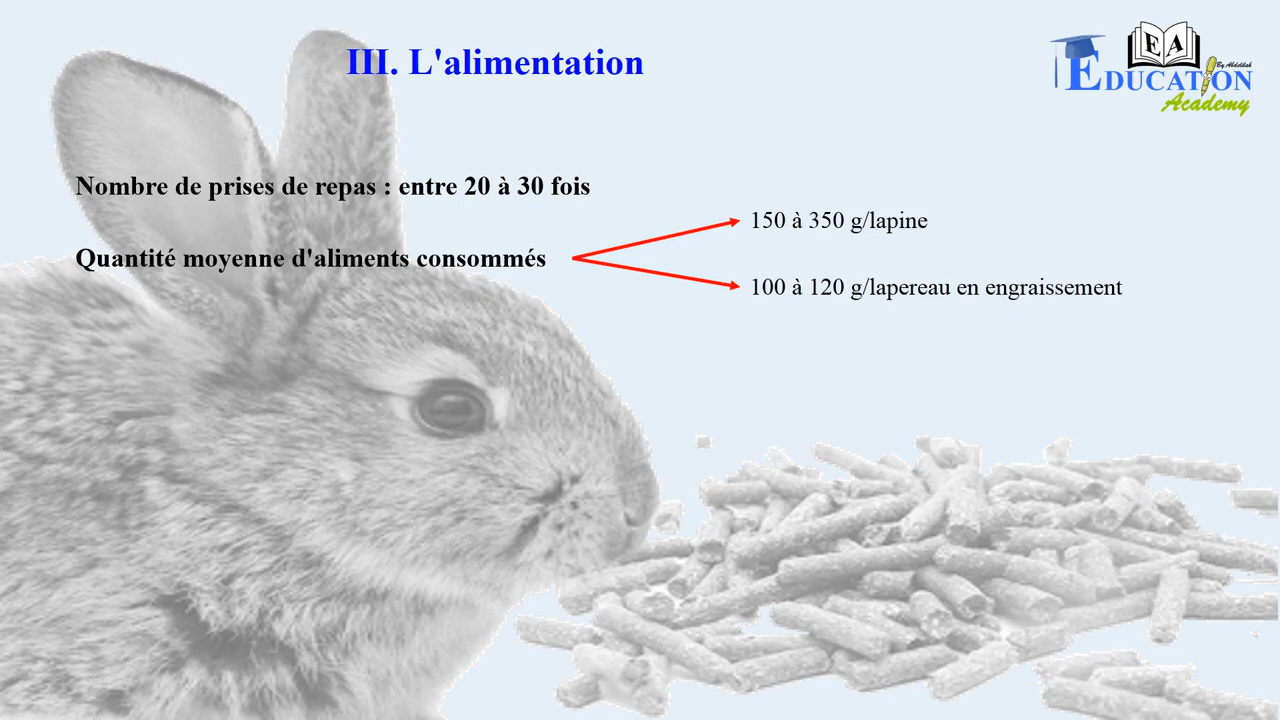 III. L'alimentation
EA
By Abdellah
EDUCATION
Academy
Nombre de prises de repas : entre 20 à 30 fois
150 à 350 g/lapine
Quantité moyenne d'aliments consommés
100 à 120 g/lapereau en engraissement